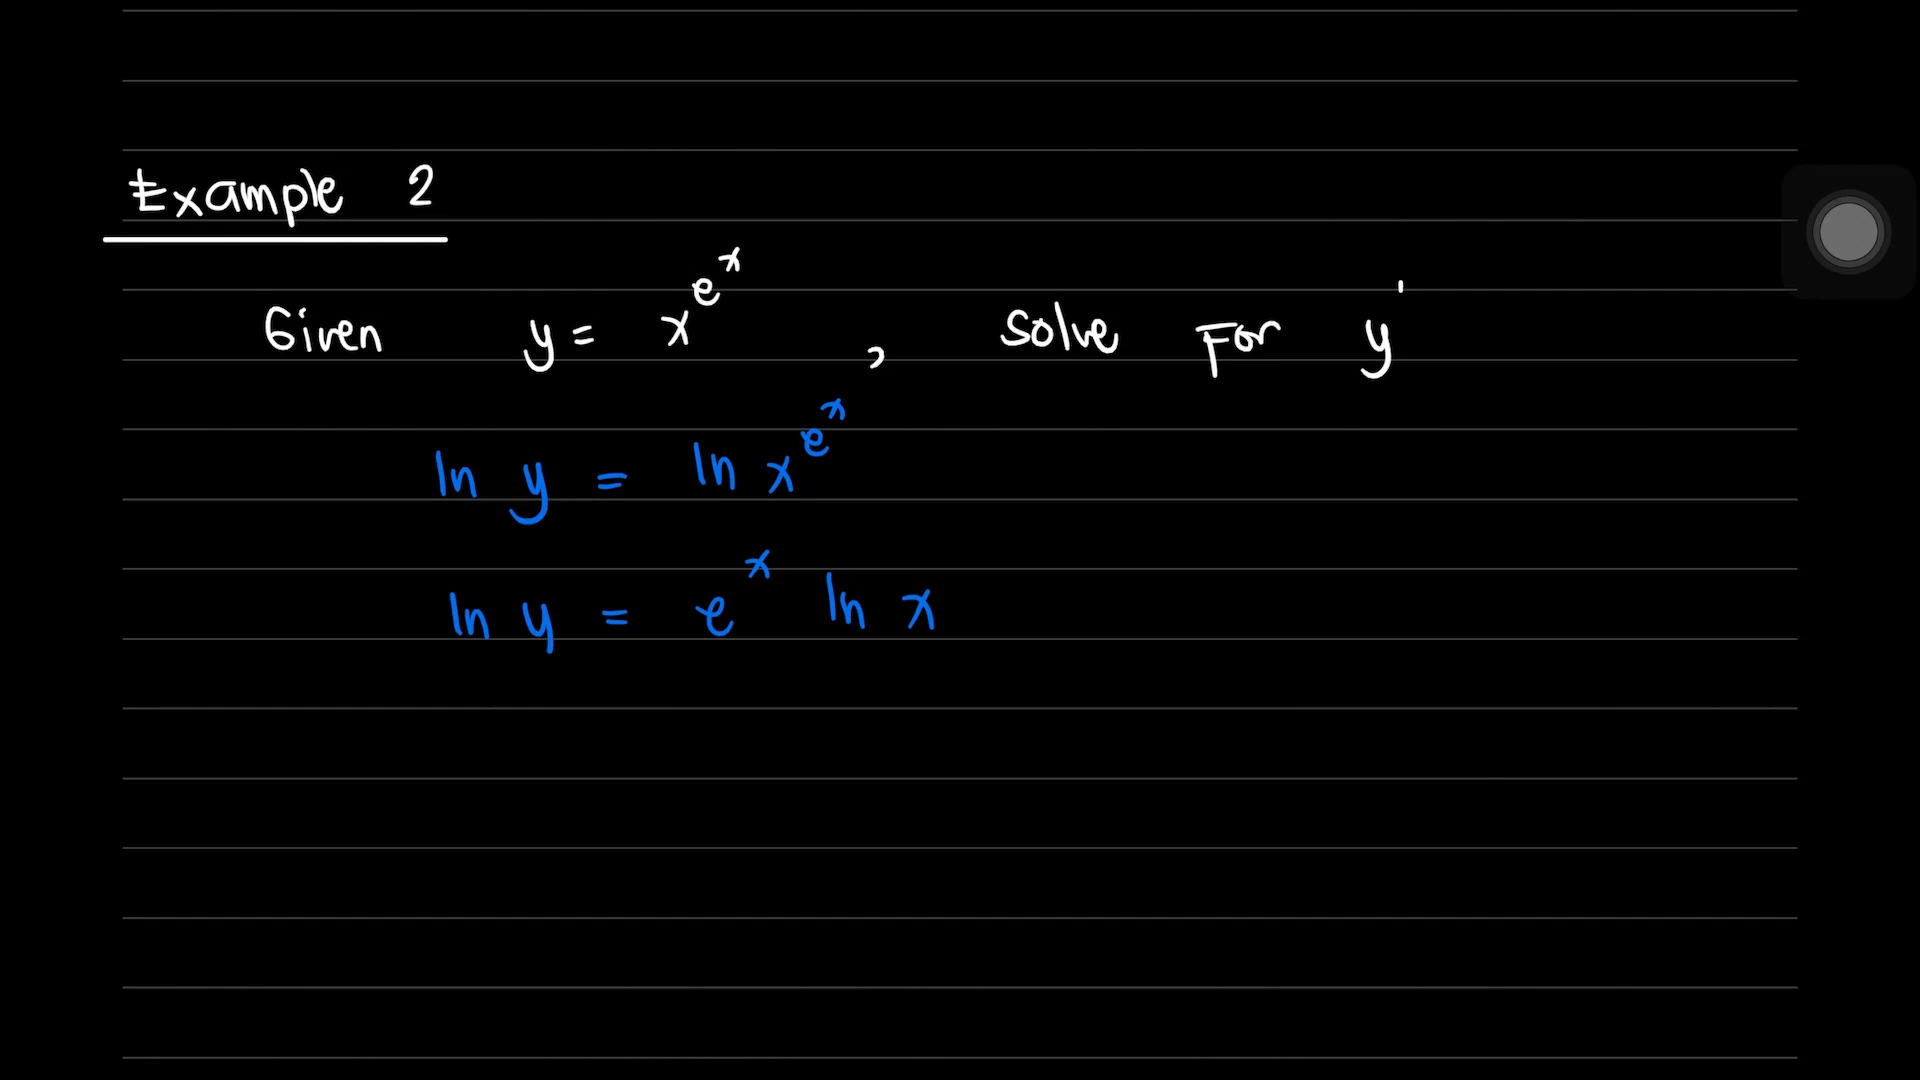 Example 2
Given y = x^{e^x}, Solve For y'
ln y = ln x^{e^x}
ln y = e^x ln x